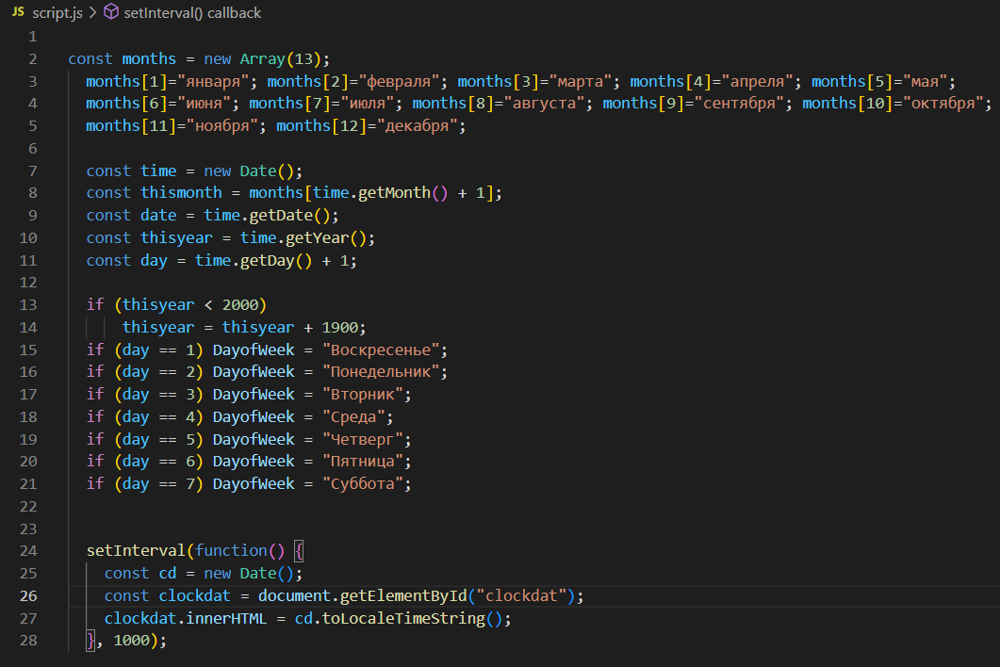 JS script.js > setInterval() callback
1
2 const months = new Array(13);
3 months[1]="января"; months[2]="февраля"; months[3]="марта"; months[4]="апреля"; months[5]="мая";
4 months[6]="июня"; months[7]="июля"; months[8]="августа"; months[9]="сентября"; months[10]="октября";
5 months[11]="ноября"; months[12]="декабря";
6
7 const time = new Date();
8 const thismonth = months[time.getMonth() + 1];
9 const date = time.getDate();
10 const thisyear = time.getYear();
11 const day = time.getDay() + 1;
12
13 if (thisyear < 2000)
14 thisyear = thisyear + 1900;
15 if (day == 1) DayofWeek = "Воскресенье";
16 if (day == 2) DayofWeek = "Понедельник";
17 if (day == 3) DayofWeek = "Вторник";
18 if (day == 4) DayofWeek = "Среда";
19 if (day == 5) DayofWeek = "Четверг";
20 if (day == 6) DayofWeek = "Пятница";
21 if (day == 7) DayofWeek = "Суббота";
22
23
24 setInterval(function() {
25 const cd = new Date();
26 const clockdat = document.getElementById("clockdat");
27 clockdat.innerHTML = cd.toLocaleTimeString();
28 }, 1000);